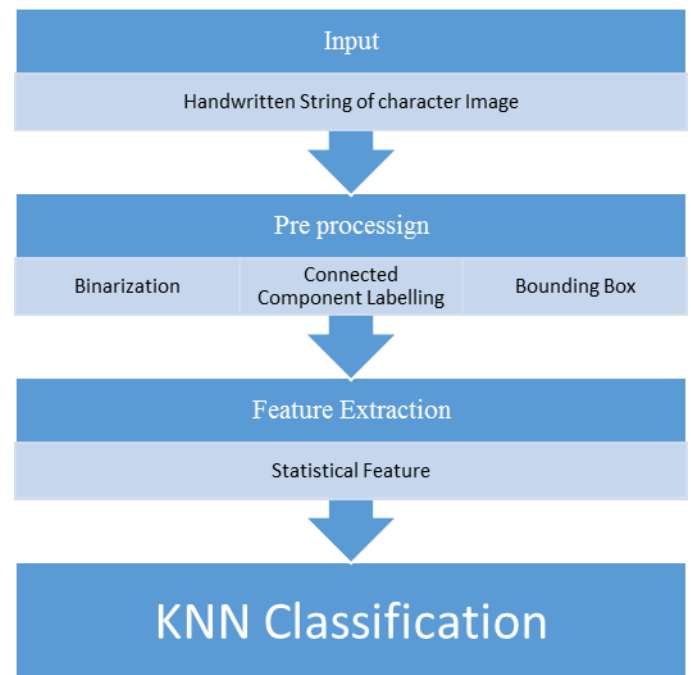 Input
Handwritten String of character Image
Pre processign
Binarization
Connected
Component Labelling
Bounding Box
Feature Extraction
Statistical Feature
KNN Classification